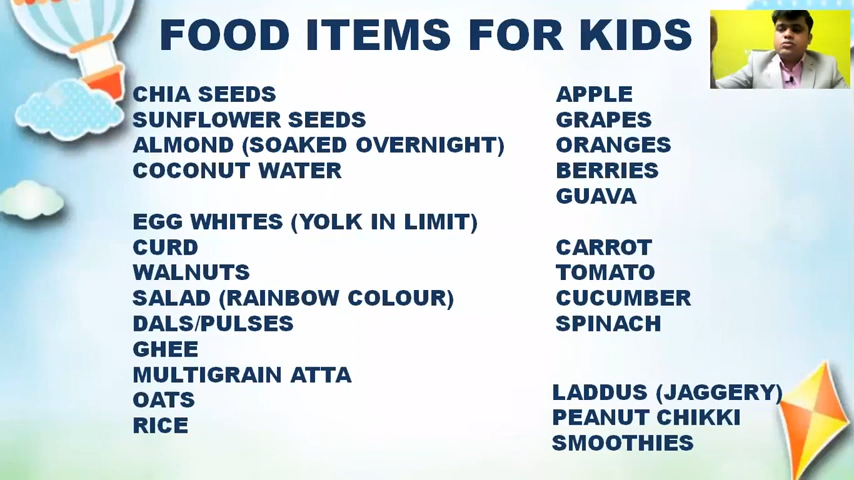 FOOD ITEMS FOR KIDS
CHIA SEEDS
SUNFLOWER SEEDS
ALMOND (SOAKED OVERNIGHT)
COCONUT WATER
EGG WHITES (YOLK IN LIMIT)
CURD
WALNUTS
SALAD (RAINBOW COLOUR)
DALS/PULSES
GHEE
MULTIGRAIN ATTA
OATS
RICE
APPLE
GRAPES
ORANGES
BERRIES
GUAVA
CARROT
TOMATO
CUCUMBER
SPINACH
LADDUS (JAGGERY)
PEANUT CHIKKI
SMOOTHIES